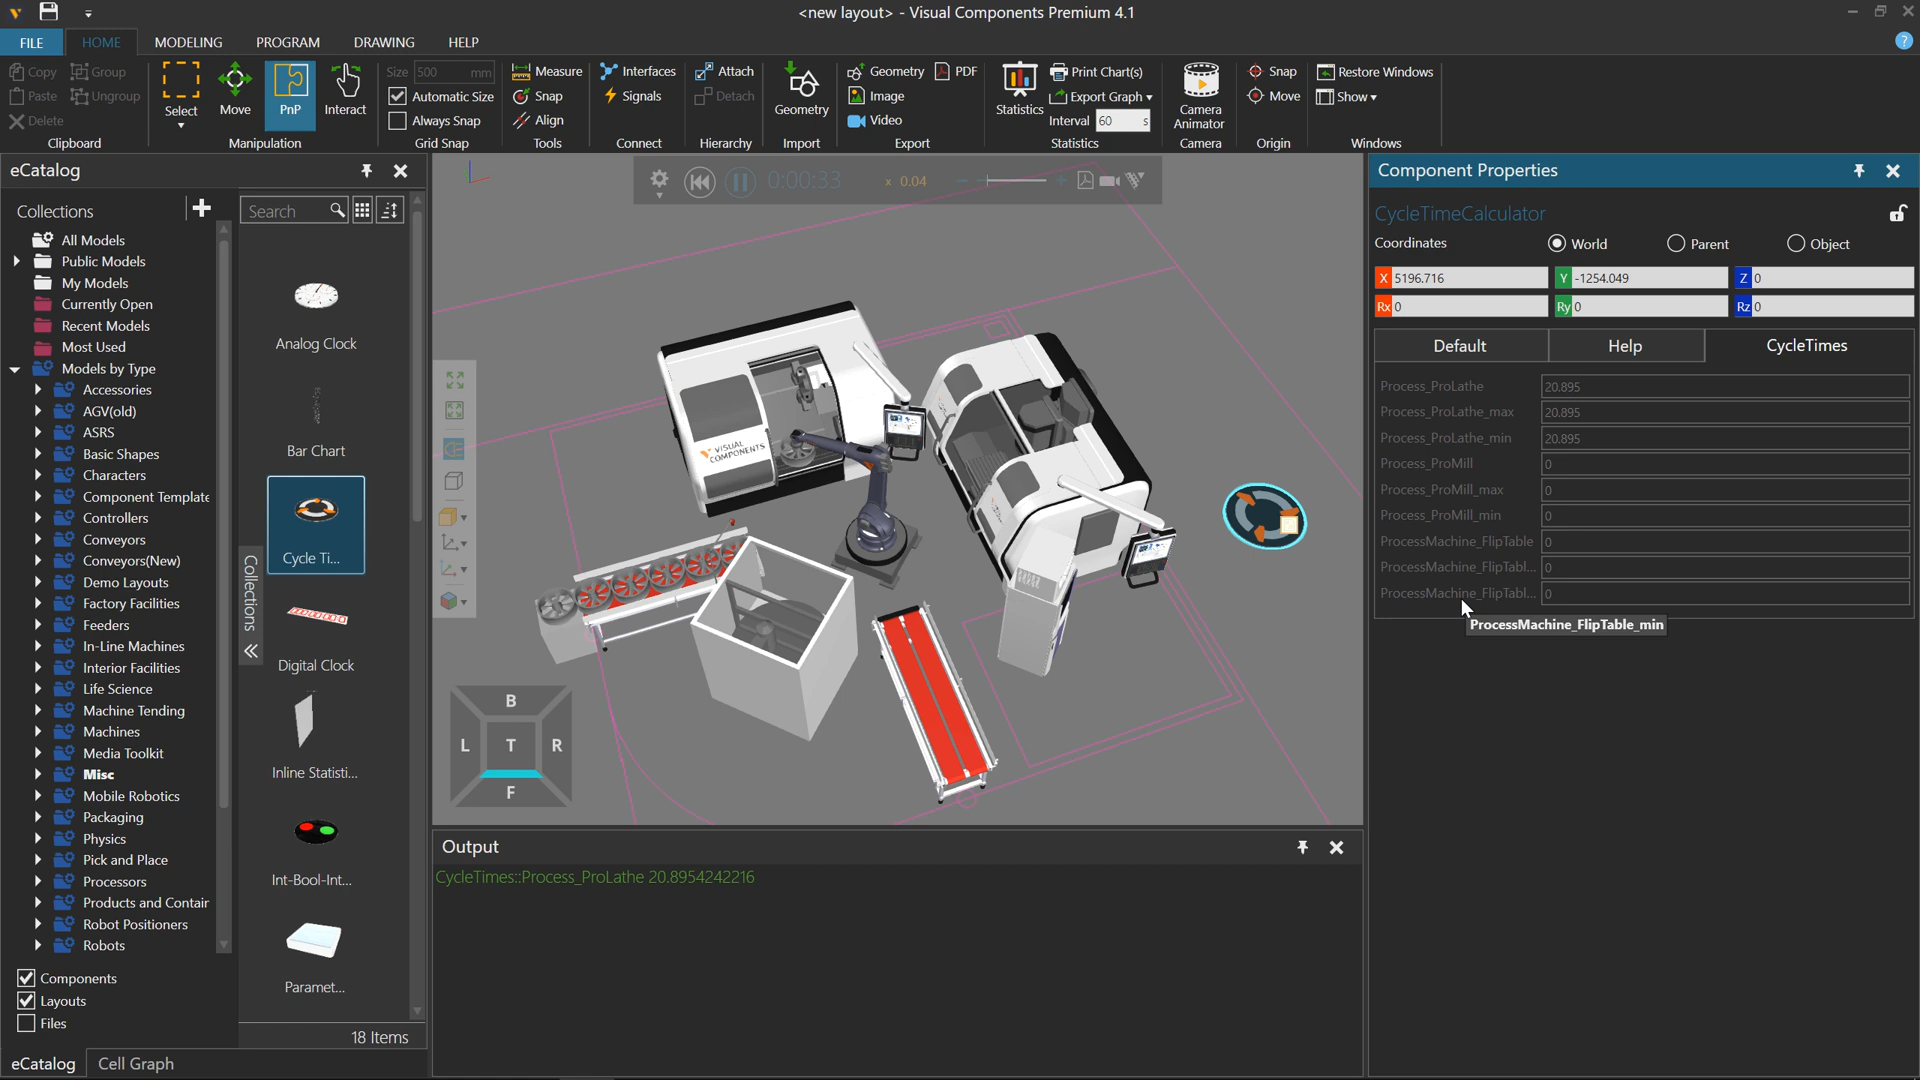 <new layout> - Visual Components Premium 4.1
FILE HOME MODELING PROGRAM DRAWING HELP ?
Copy Group
Paste Ungroup
Delete
Clipboard
Select Move PnP Interact
Manipulation
Size 500 mm
Automatic Size
Always Snap
Grid Snap
Measure
Snap
Align
Tools
Interfaces
Signals
Connect
Attach
Detach
Hierarchy
Geometry
Import
Geometry PDF
Image
Video
Export
Statistics Print Chart(s)
Export Graph
Interval 60 s
Statistics
Camera
Animator
Camera
Snap
Move
Origin
Restore Windows
Show
Windows
eCatalog
Collections
All Models
Public Models
My Models
Currently Open
Recent Models
Most Used
Models by Type
Accessories
AGV(old)
ASRS
Basic Shapes
Characters
Component Template
Controllers
Conveyors
Conveyors(New)
Demo Layouts
Factory Facilities
Feeders
In-Line Machines
Interior Facilities
Life Science
Machine Tending
Machines
Media Toolkit
Misc
Mobile Robotics
Packaging
Physics
Pick and Place
Processors
Products and Contair
Robot Positioners
Robots
Components
Layouts
Files
eCatalog Cell Graph
Search
Analog Clock
Bar Chart
Cycle Ti...
Digital Clock
Inline Statisti...
Int-Bool-Int...
Paramet...
18 Items
Collections
0:00:33 x 0.04
VISUAL
COMPONENTS
B
L T R
F
Output
CycleTimes::Process_ProLathe 20.8954242216
Component Properties
CycleTimeCalculator
Coordinates World Parent Object
X 5196.716 Y -1254.049 Z 0
Rx 0 Ry 0 Rz 0
Default Help CycleTimes
Process_ProLathe 20.895
Process_ProLathe_max 20.895
Process_ProLathe_min 20.895
Process_ProMill 0
Process_ProMill_max 0
Process_ProMill_min 0
ProcessMachine_FlipTable 0
ProcessMachine_FlipTabl... 0
ProcessMachine_FlipTabl... 0
ProcessMachine_FlipTable_min